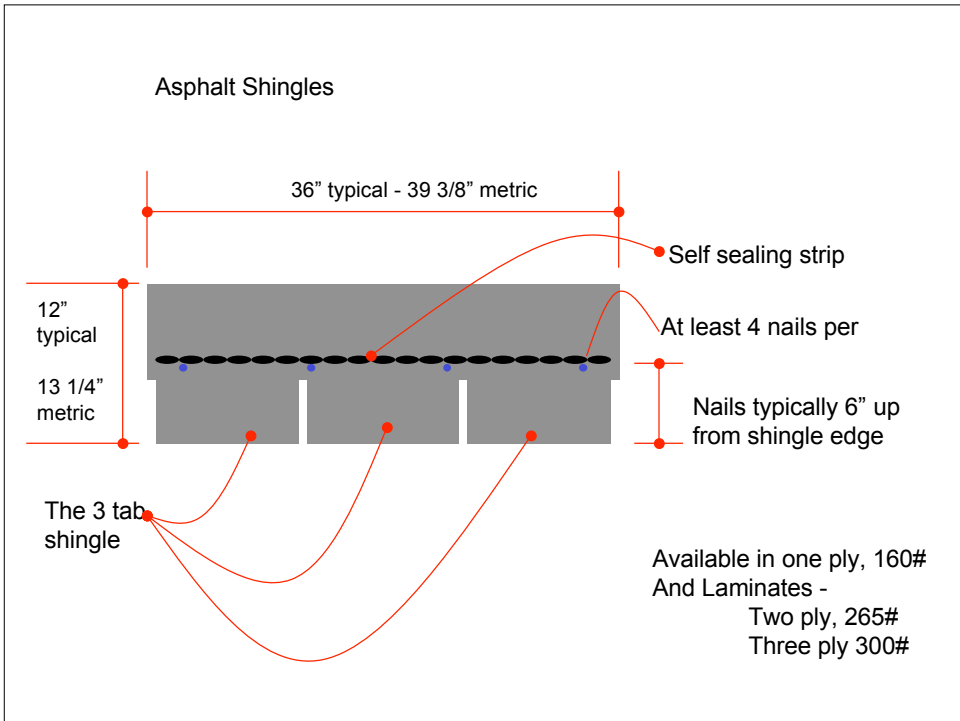 Asphalt Shingles
36” typical - 39 3/8” metric
Self sealing strip
12”
typical
At least 4 nails per
13 1/4”
metric
Nails typically 6” up
from shingle edge
The 3 tab
shingle
Available in one ply, 160#
And Laminates -
Two ply, 265#
Three ply 300#